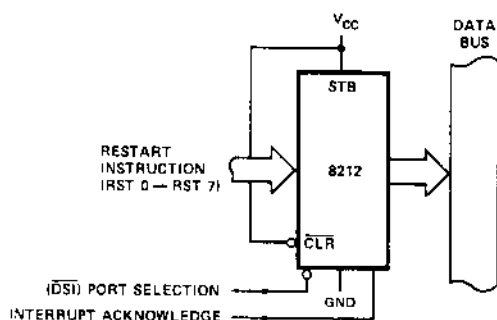 VCC
DATA
BUS
STB
RESTART
INSTRUCTION
(RST 0 — RST 7)
8212
CLR
(DS1) PORT SELECTION
GND
INTERRUPT ACKNOWLEDGE